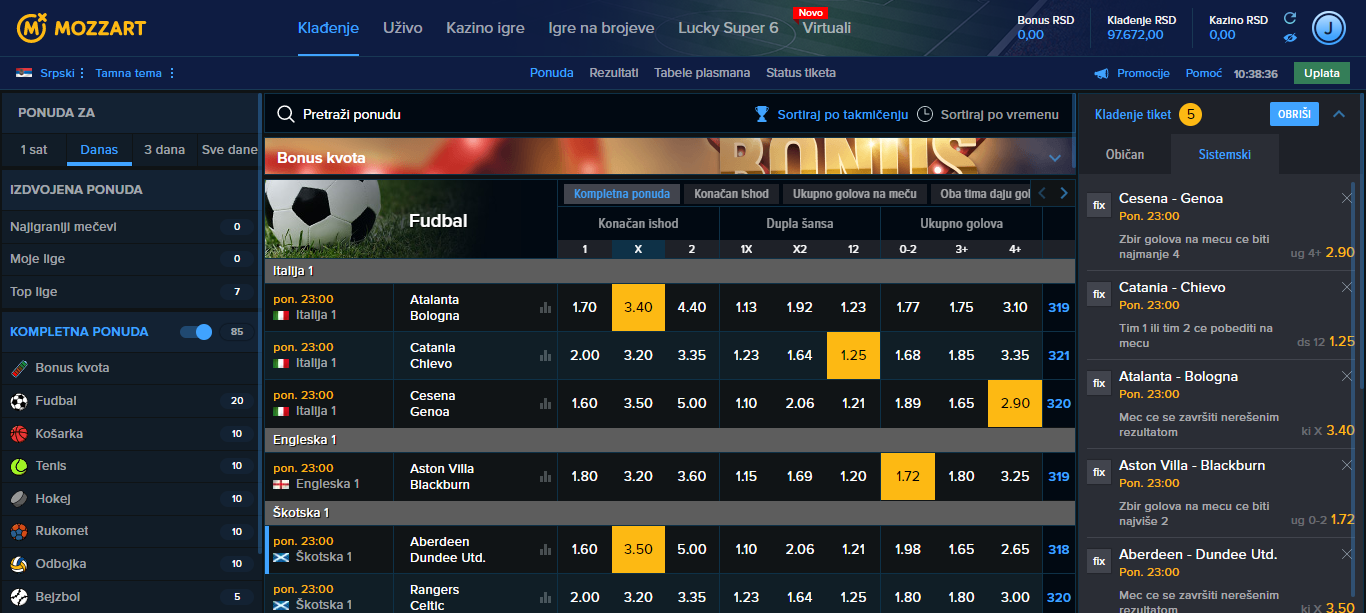 MOZZART
Klađenje
Uživo
Kazino igre
Igre na brojeve
Lucky Super 6
Novo
Virtuali
Bonus RSD
0,00
Klađenje RSD
97.672,00
Kazino RSD
0,00
J
Srpski
Tamna tema
Ponuda
Rezultati
Tabele plasmana
Status tiketa
Promocije
Pomoć
10:38:36
Uplata
PONUDA ZA
1 sat
Danas
3 dana
Sve dane
IZDVOJENA PONUDA
Najigraniji mečevi 0
Moje lige 0
Top lige 7
KOMPLETNA PONUDA 85
Bonus kvota
Fudbal 20
Košarka 10
Tenis 10
Hokej 10
Rukomet 10
Odbojka 10
Bejzbol 5
Pretraži ponudu
Sortiraj po takmičenju
Sortiraj po vremenu
Bonus kvota
BONUS
Fudbal
Kompletna ponuda
Konačan ishod
Ukupno golova na meču
Oba tima daju gol
Konačan ishod
Dupla šansa
Ukupno golova
1 X 2 1X X2 12 0-2 3+ 4+
Italija 1
pon. 23:00
Italija 1
Atalanta
Bologna
1.70 3.40 4.40 1.13 1.92 1.23 1.77 1.75 3.10 319
pon. 23:00
Italija 1
Catania
Chievo
2.00 3.20 3.35 1.23 1.64 1.25 1.68 1.85 3.35 321
pon. 23:00
Italija 1
Cesena
Genoa
1.60 3.50 5.00 1.10 2.06 1.21 1.89 1.65 2.90 320
Engleska 1
pon. 23:00
Engleska 1
Aston Villa
Blackburn
1.80 3.20 3.60 1.15 1.69 1.20 1.72 1.80 3.25 319
Škotska 1
pon. 23:00
Škotska 1
Aberdeen
Dundee Utd.
1.60 3.50 5.00 1.10 2.06 1.21 1.98 1.65 2.65 318
pon. 23:00
Škotska 1
Rangers
Celtic
2.00 3.20 3.35 1.23 1.64 1.25 1.80 1.80 3.00 320
Klađenje tiket 5
OBRIŠI
Običan
Sistemski
fix
Cesena - Genoa
Pon. 23:00
Zbir golova na mecu ce biti
najmanje 4
ug 4+ 2.90
fix
Catania - Chievo
Pon. 23:00
Tim 1 ili tim 2 ce pobediti na
mecu
ds 12 1.25
fix
Atalanta - Bologna
Pon. 23:00
Mec ce se završiti nerešenim
rezultatom
ki X 3.40
fix
Aston Villa - Blackburn
Pon. 23:00
Zbir golova na mecu ce biti
najviše 2
ug 0-2 1.72
fix
Aberdeen - Dundee Utd.
Pon. 23:00
Mec ce se završiti nerešenim
rezultatom
ki X 3.50